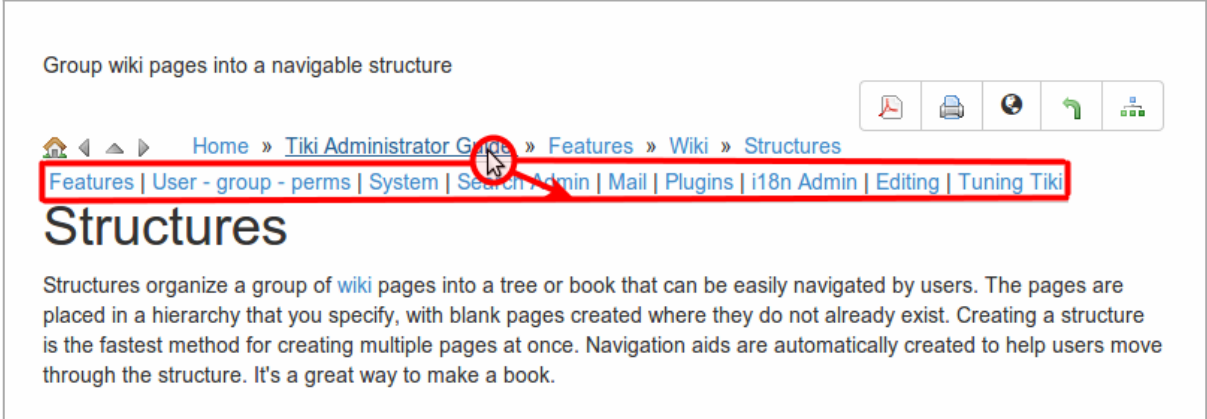 Group wiki pages into a navigable structure
Home » Tiki Administrator Guide » Features » Wiki » Structures
Features | User - group - perms | System | Search Admin | Mail | Plugins | i18n Admin | Editing | Tuning Tiki
Structures
Structures organize a group of wiki pages into a tree or book that can be easily navigated by users. The pages are
placed in a hierarchy that you specify, with blank pages created where they do not already exist. Creating a structure
is the fastest method for creating multiple pages at once. Navigation aids are automatically created to help users move
through the structure. It's a great way to make a book.